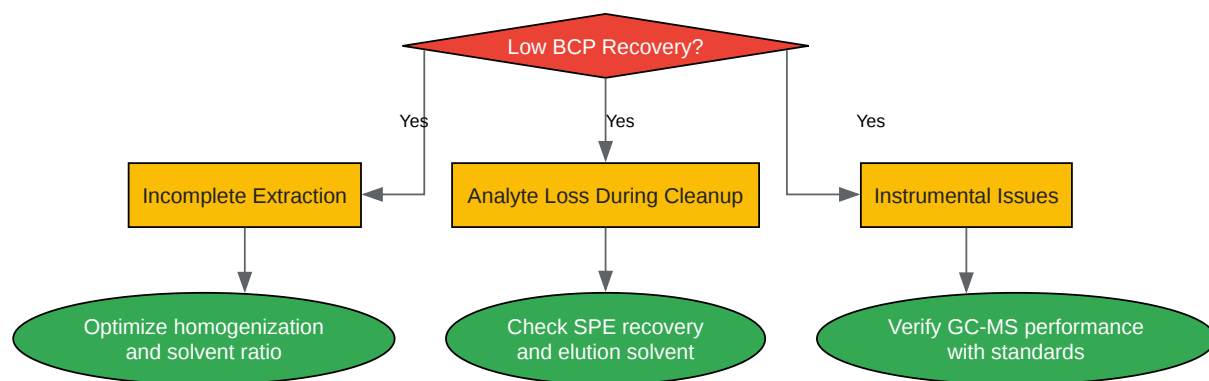 Low BCP Recovery?
Yes
Yes
Yes
Incomplete Extraction
Analyte Loss During Cleanup
Instrumental Issues
Optimize homogenization
and solvent ratio
Check SPE recovery
and elution solvent
Verify GC-MS performance
with standards